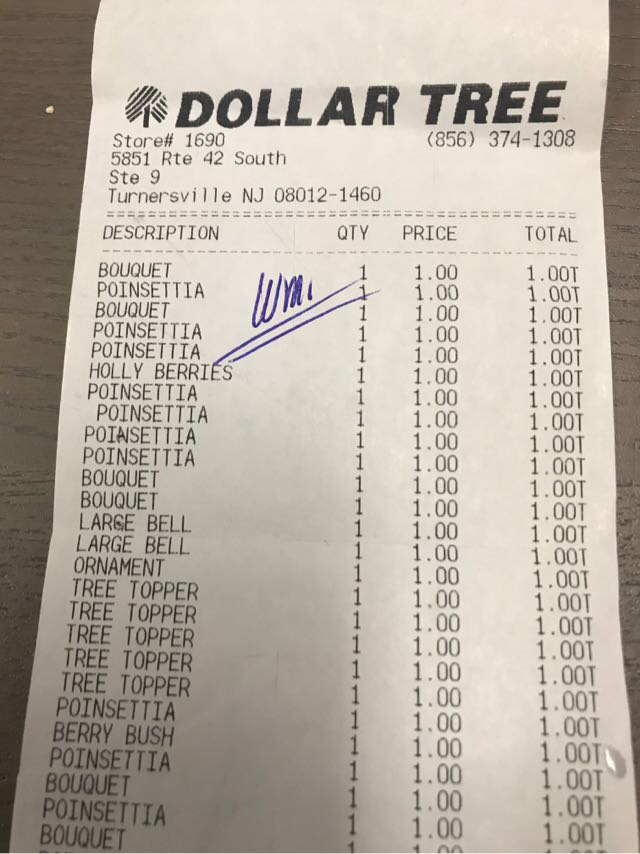 DOLLAR TREE
Store# 1690 (856) 374-1308
5851 Rte 42 South
Ste 9
Turnersville NJ 08012-1460
DESCRIPTION QTY PRICE TOTAL
BOUQUET 1 1.00 1.00T
POINSETTIA 1 1.00 1.00T
BOUQUET 1 1.00 1.00T
POINSETTIA 1 1.00 1.00T
POINSETTIA 1 1.00 1.00T
HOLLY BERRIES 1 1.00 1.00T
POINSETTIA 1 1.00 1.00T
POINSETTIA 1 1.00 1.00T
POINSETTIA 1 1.00 1.00T
POINSETTIA 1 1.00 1.00T
BOUQUET 1 1.00 1.00T
BOUQUET 1 1.00 1.00T
LARGE BELL 1 1.00 1.00T
LARGE BELL 1 1.00 1.00T
ORNAMENT 1 1.00 1.00T
TREE TOPPER 1 1.00 1.00T
TREE TOPPER 1 1.00 1.00T
TREE TOPPER 1 1.00 1.00T
TREE TOPPER 1 1.00 1.00T
TREE TOPPER 1 1.00 1.00T
POINSETTIA 1 1.00 1.00T
BERRY BUSH 1 1.00 1.00T
POINSETTIA 1 1.00 1.00T
BOUQUET 1 1.00 1.00T
POINSETTIA 1 1.00 1.00T
BOUQUET 1 1.00 1.00T